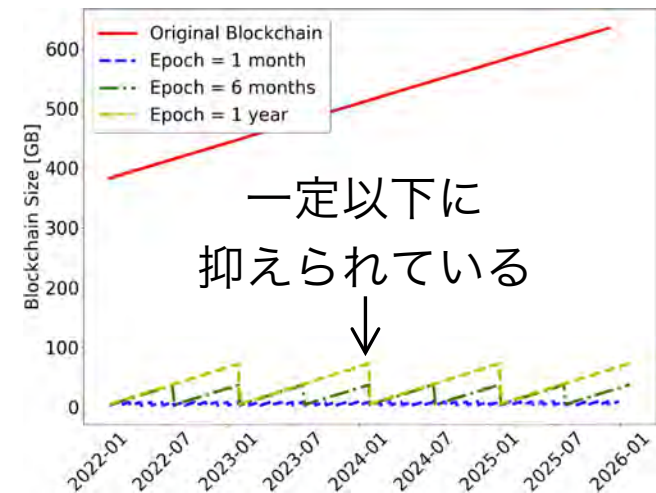 Original Blockchain
Epoch = 1 month
Epoch = 6 months
Epoch = 1 year
一定以下に
抑えられている
Blockchain Size [GB]
600
500
400
300
200
100
0
2022-01
2022-07
2023-01
2023-07
2024-01
2024-07
2025-01
2025-07
2026-01